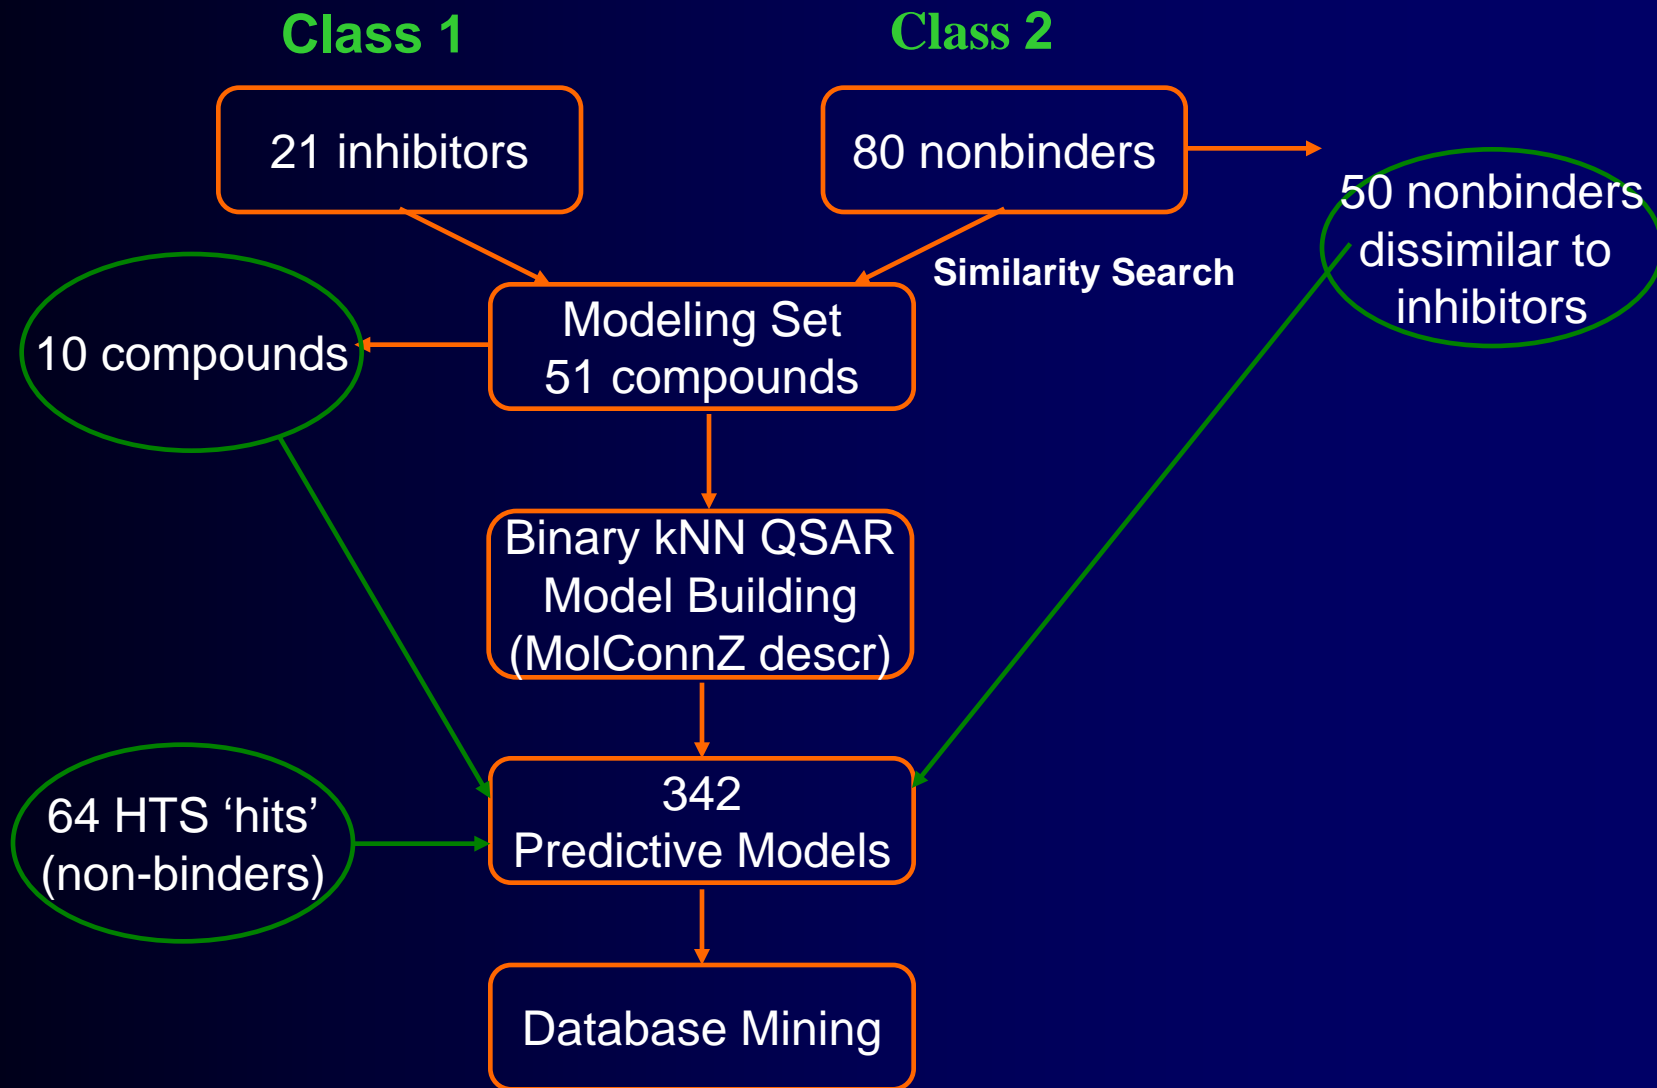 Class 1
Class 2
21 inhibitors
80 nonbinders
50 nonbinders
dissimilar to
inhibitors
Similarity Search
Modeling Set
51 compounds
10 compounds
Binary kNN QSAR
Model Building
(MolConnZ descr)
342
Predictive Models
64 HTS ‘hits’
(non-binders)
Database Mining